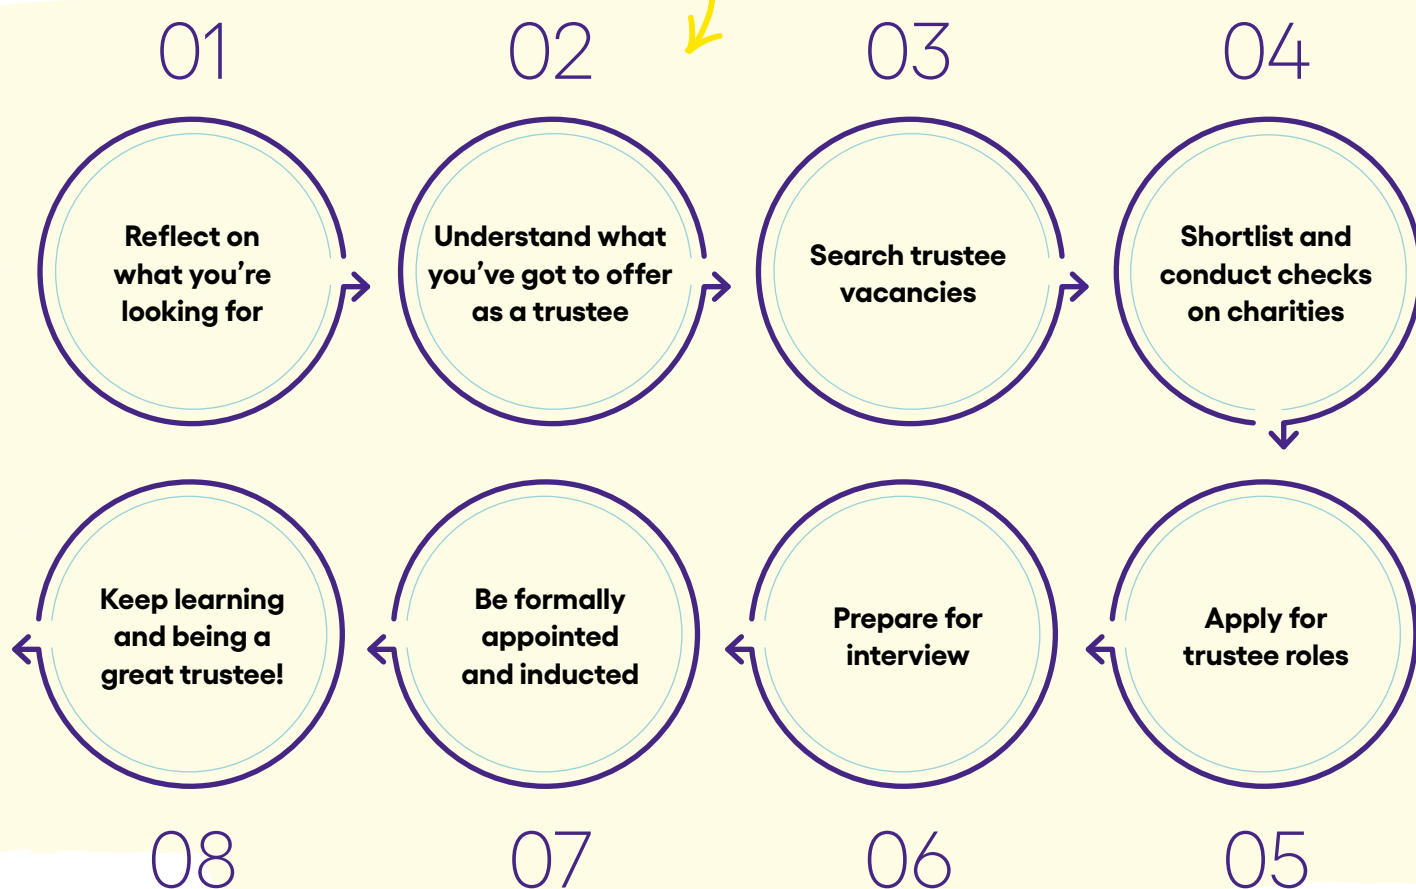 01
Reflect on
what you’re
looking for
02
Understand what
you’ve got to offer
as a trustee
03
Search trustee
vacancies
04
Shortlist and
conduct checks
on charities
Apply for
trustee roles
05
Prepare for
interview
06
Be formally
appointed
and inducted
07
Keep learning
and being a
great trustee!
08